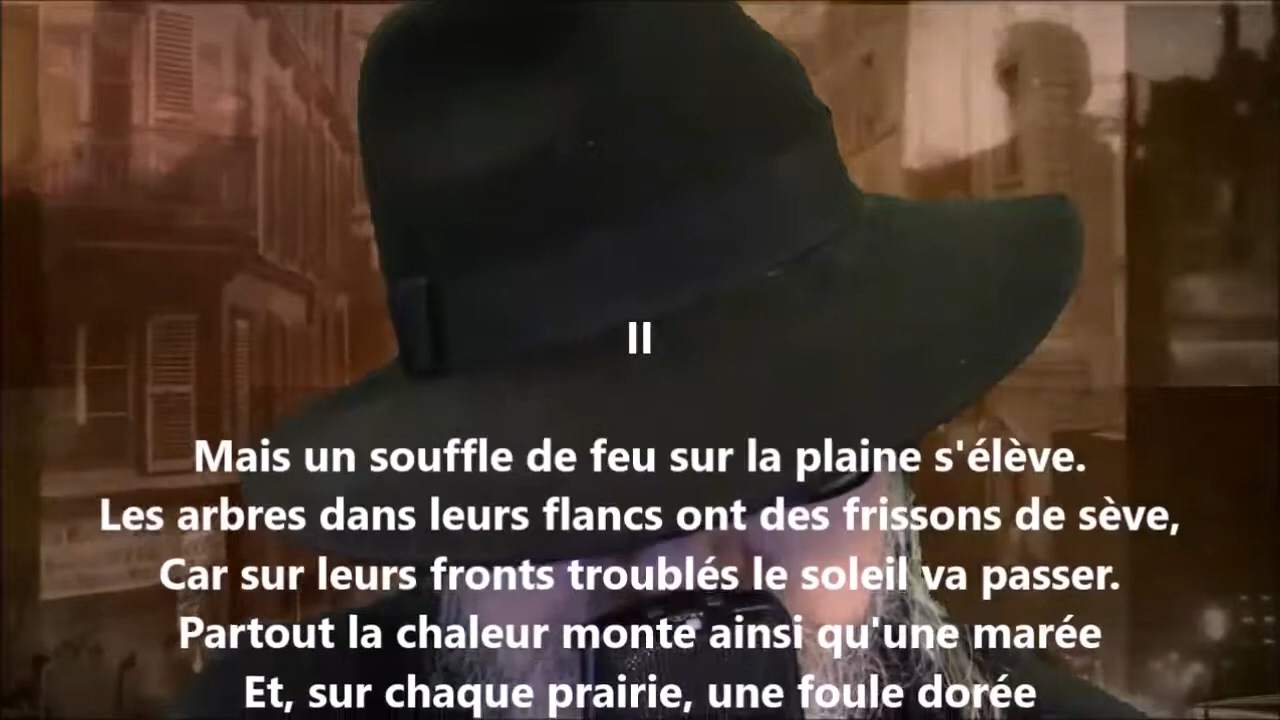 II
Mais un souffle de feu sur la plaine s'élève.
Les arbres dans leurs flancs ont des frissons de sève,
Car sur leurs fronts troublés le soleil va passer.
Partout la chaleur monte ainsi qu'une marée
Et, sur chaque prairie, une foule dorée